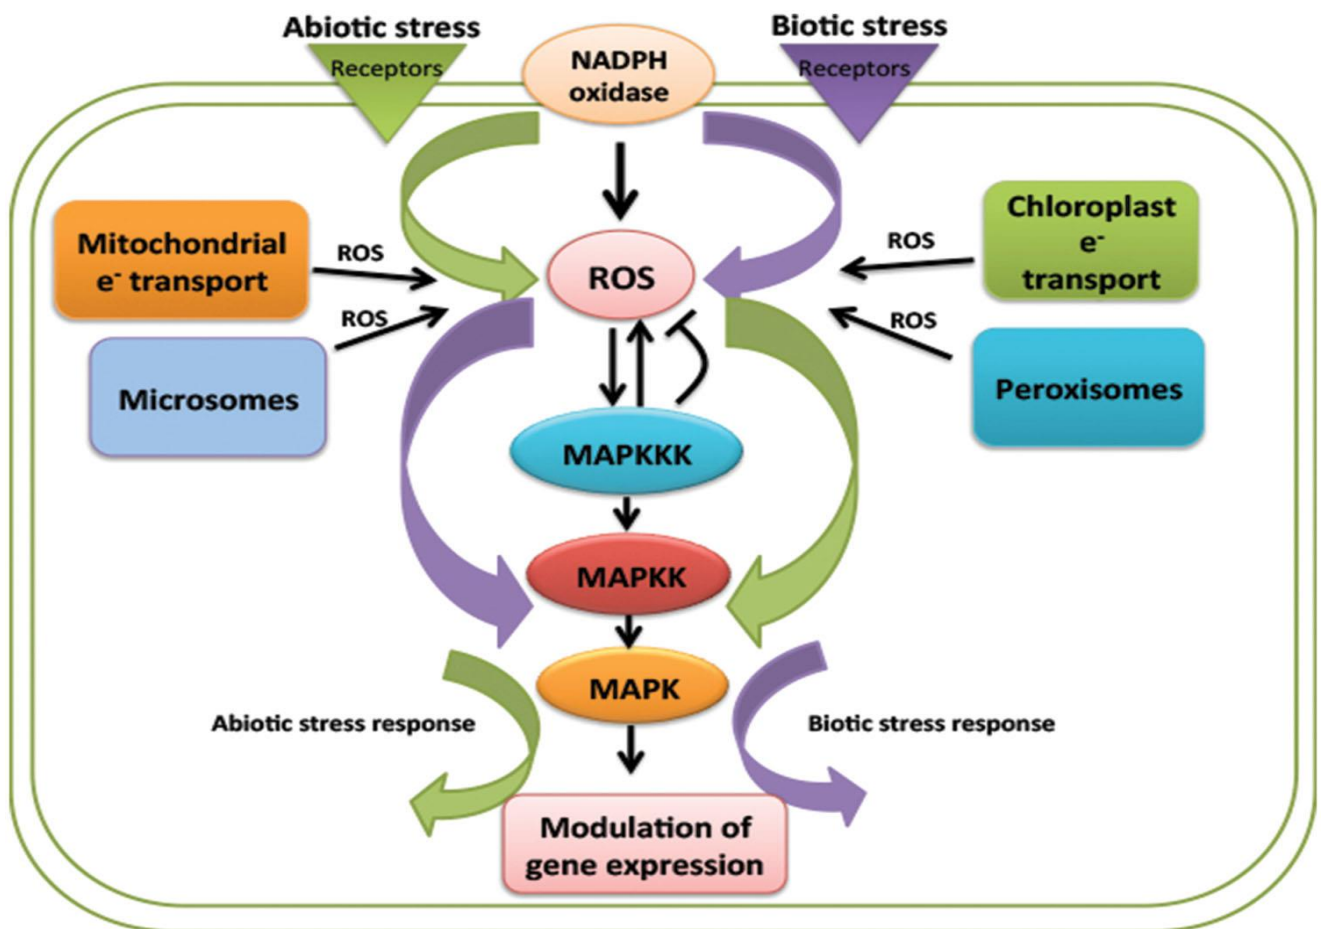 Abiotic stress
Receptors
NADPH
oxidase
Biotic stress
Receptors
Mitochondrial
e⁻ transport
ROS
ROS
Microsomes
ROS
Chloroplast
e⁻
transport
ROS
ROS
Peroxisomes
MAPKKK
MAPKK
MAPK
Abiotic stress response
Biotic stress response
Modulation of
gene expression